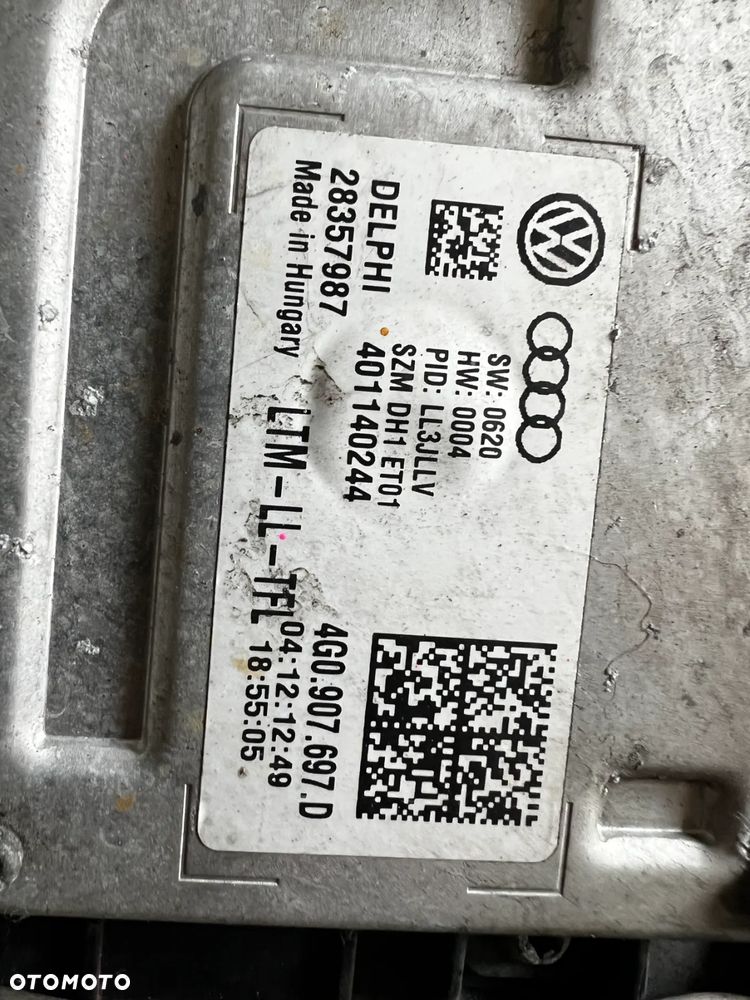 SW: 0620
HW: 0004
PID: LL3JLLV
SZM DH1 ET01
401140244
DELPHI
28357987
Made in Hungary
LTM-LL-TFL
4G0.907.697.D
04:12:12:49
18:55:05
OTOMOTO